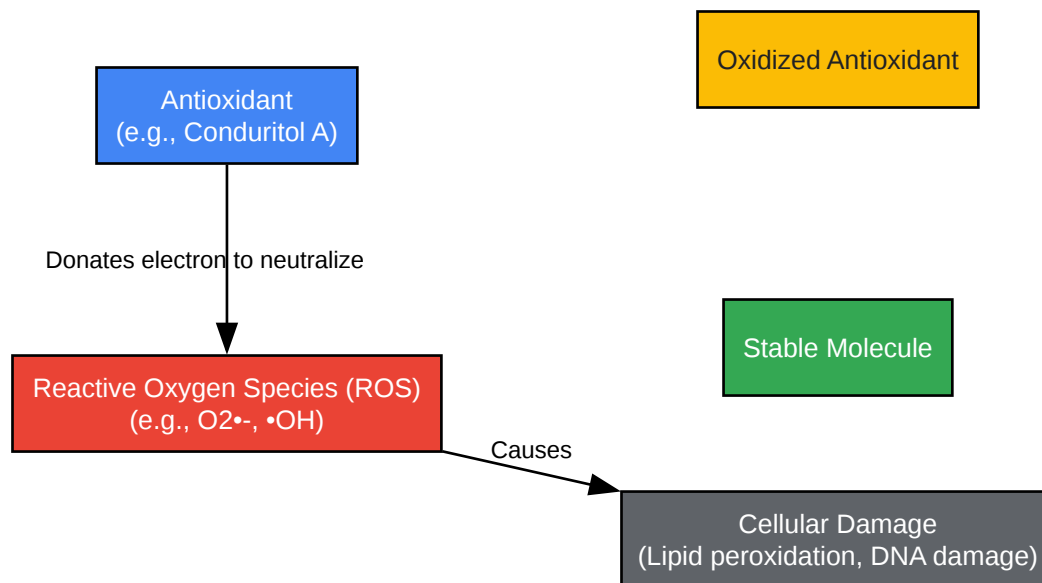 Oxidized Antioxidant
Antioxidant
(e.g., Conduritol A)
Donates electron to neutralize
Stable Molecule
Reactive Oxygen Species (ROS)
(e.g., O2•-, •OH)
Causes
Cellular Damage
(Lipid peroxidation, DNA damage)